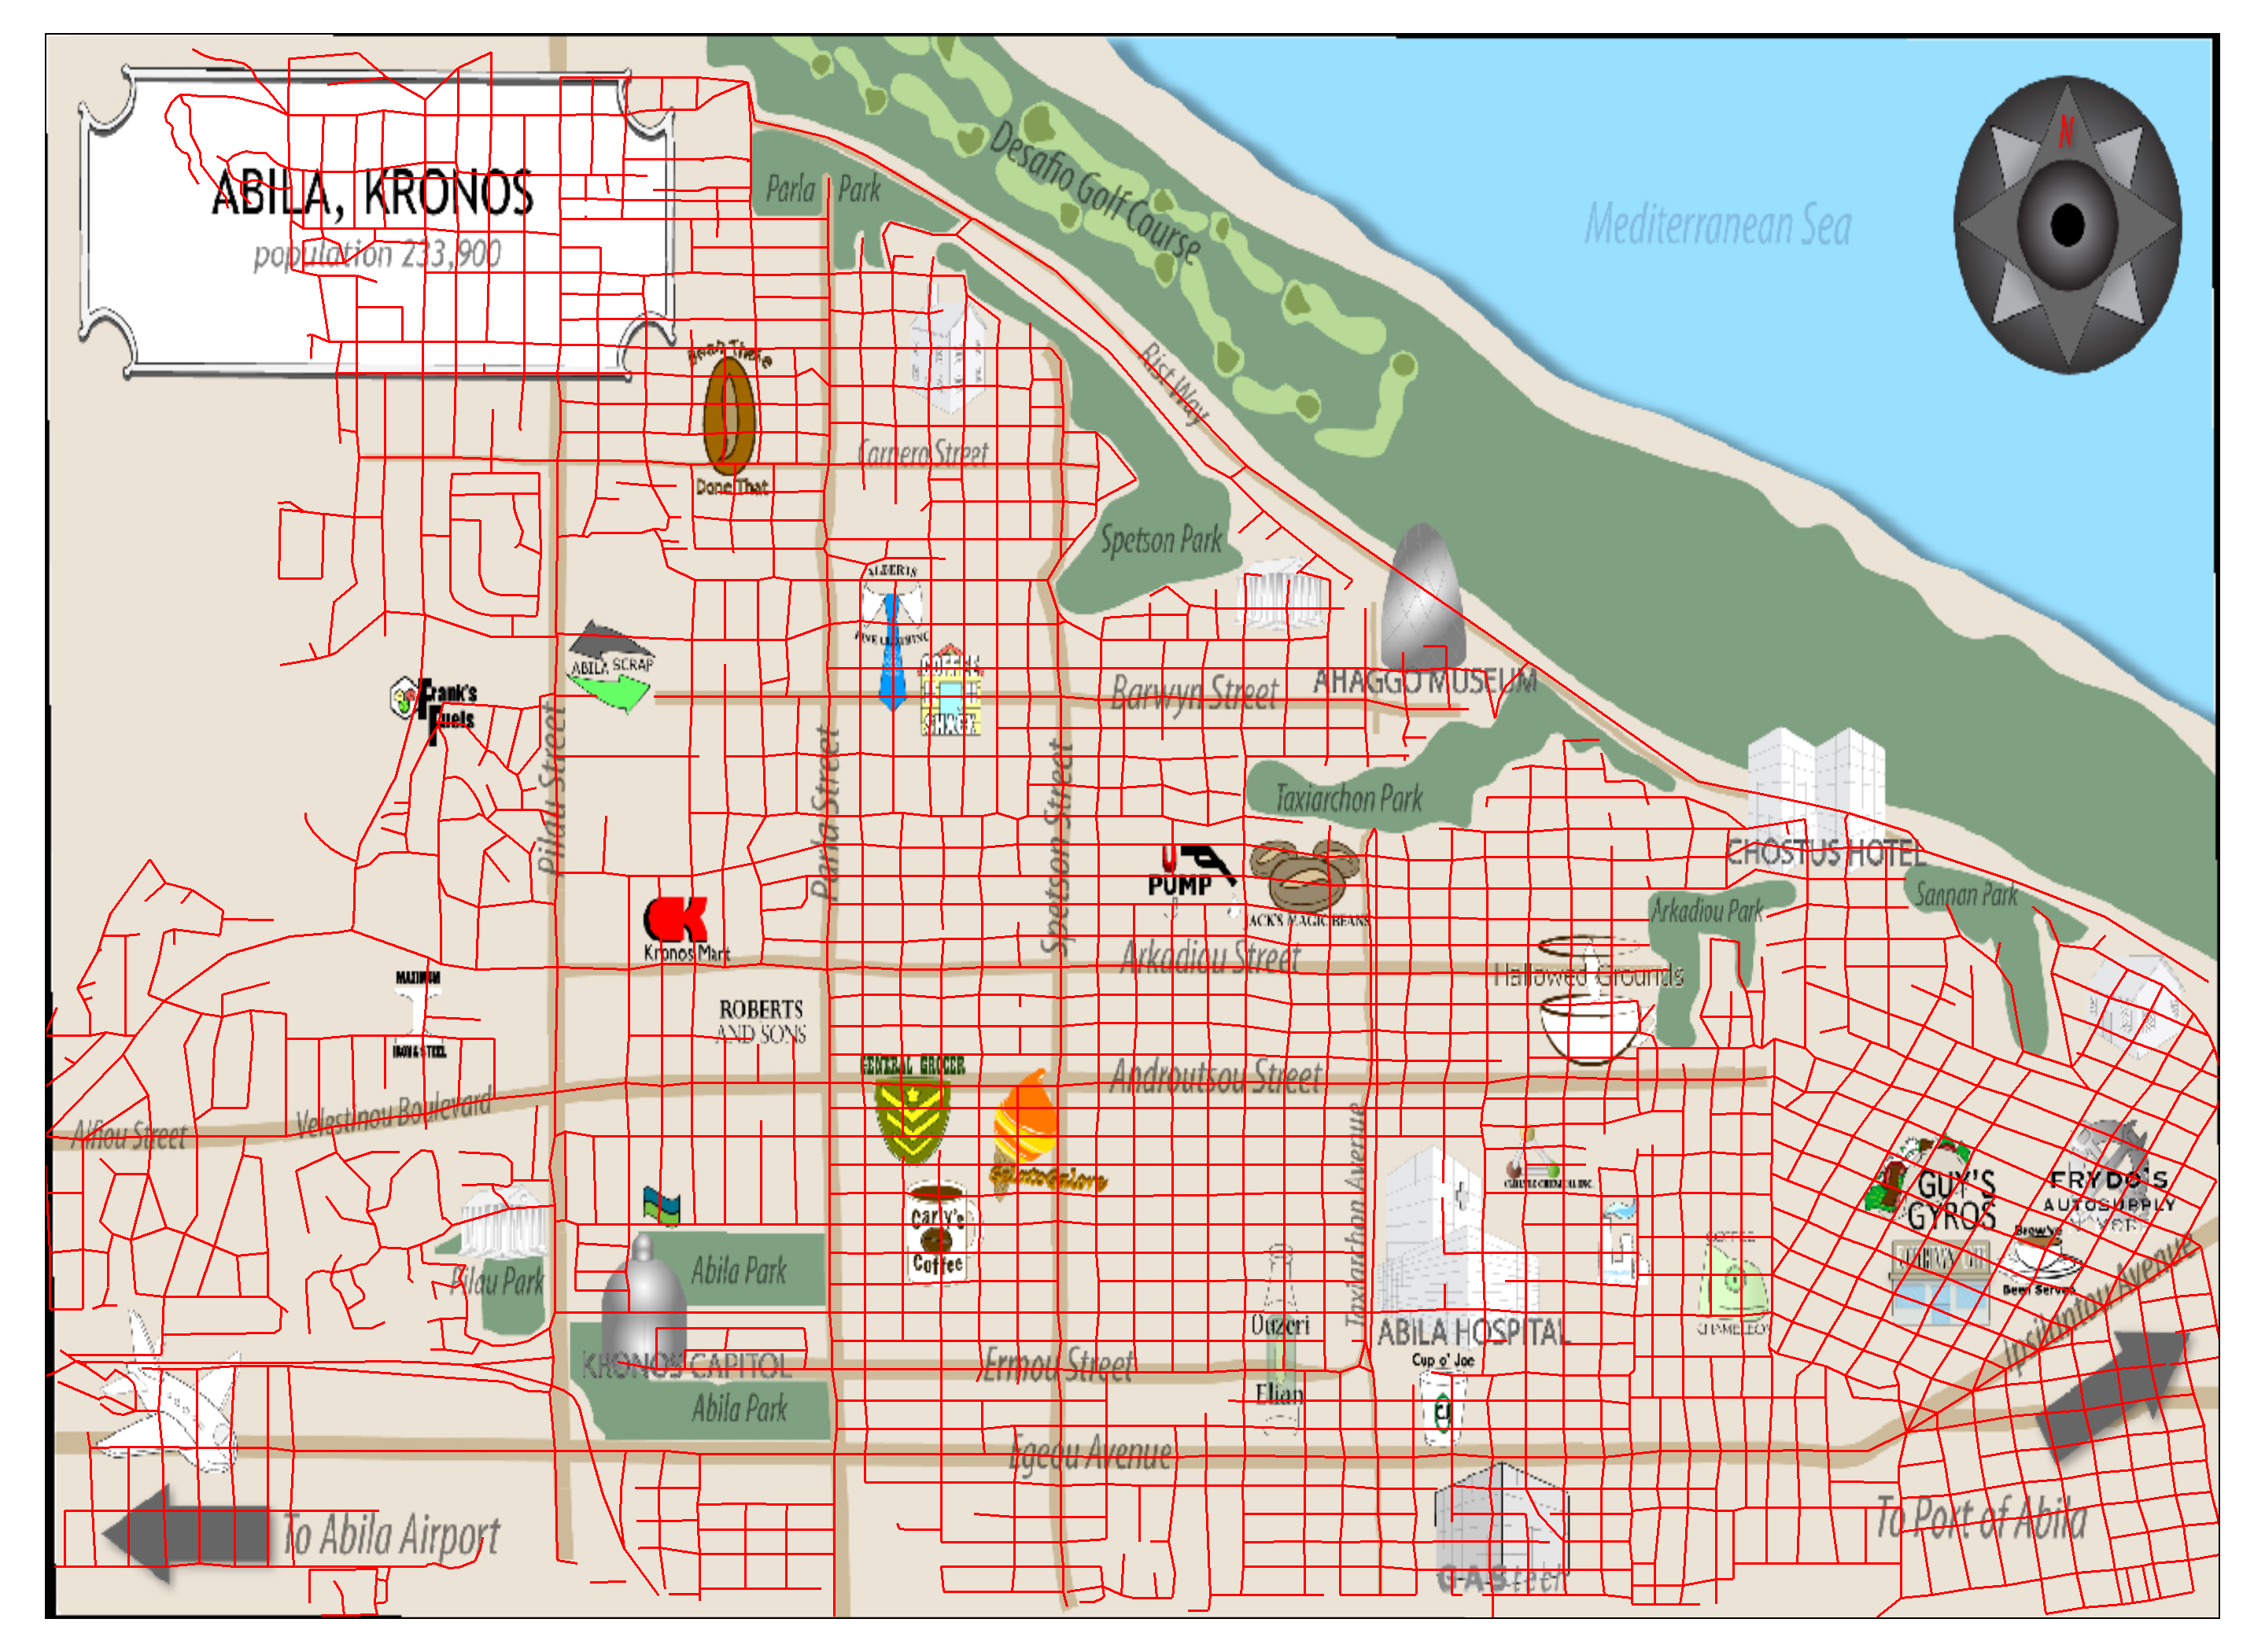 ABILA, KRONOS
population 233,900
N
Mediterranean Sea
Desafio Golf Course
Parla Park
Rist Way
Bean There
Done That
Carnero Street
Spetson Park
ALBERTS
FINE CLOTHING
ABILA SCRAP
COFFEE
SHACK
Barwyn Street
AHAGGO MUSEUM
Frank's
Fuels
Pilau Street
Parla Street
Spetson Street
Taxiarchon Park
CHOSTUS HOTEL
U
PUMP
JACK'S MAGIC BEANS
Arkadiou Park
Sannan Park
K
Kronos Mart
Arkadiou Street
Hallowed Grounds
MAXIMUM
IRON & STEEL
ROBERTS
AND SONS
GENERAL GROCER
Androutsou Street
Alfiou Street
Velestinou Boulevard
Gelatogalore
Taxiarchon Avenue
GUY'S
GYROS
FRYDO'S
AUTOSUPPLY
Carly's
Coffee
Abila Park
Pilau Park
Brew've
Been Served
COFFEE
CHAMELEON
Ouzeri
Elian
ABILA HOSPITAL
Ipsilantou Avenue
KRONOS CAPITOL
Ermou Street
Cup o' Joe
CJ
Abila Park
Egeou Avenue
To Abila Airport
GAStech
To Port of Abila